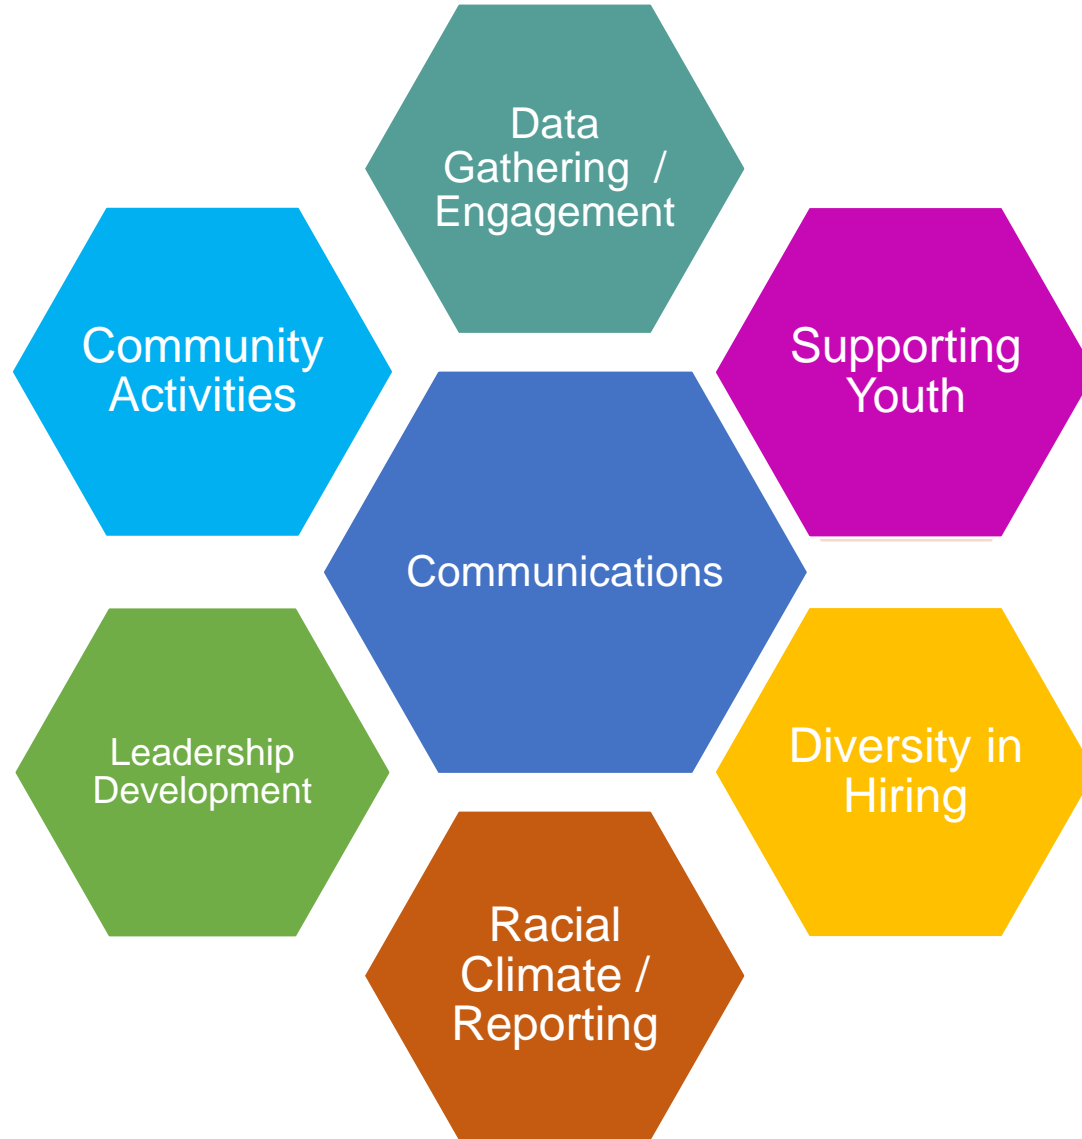 Data
Gathering /
Engagement
Community
Activities
Supporting
Youth
Communications
Leadership
Development
Diversity in
Hiring
Racial
Climate /
Reporting